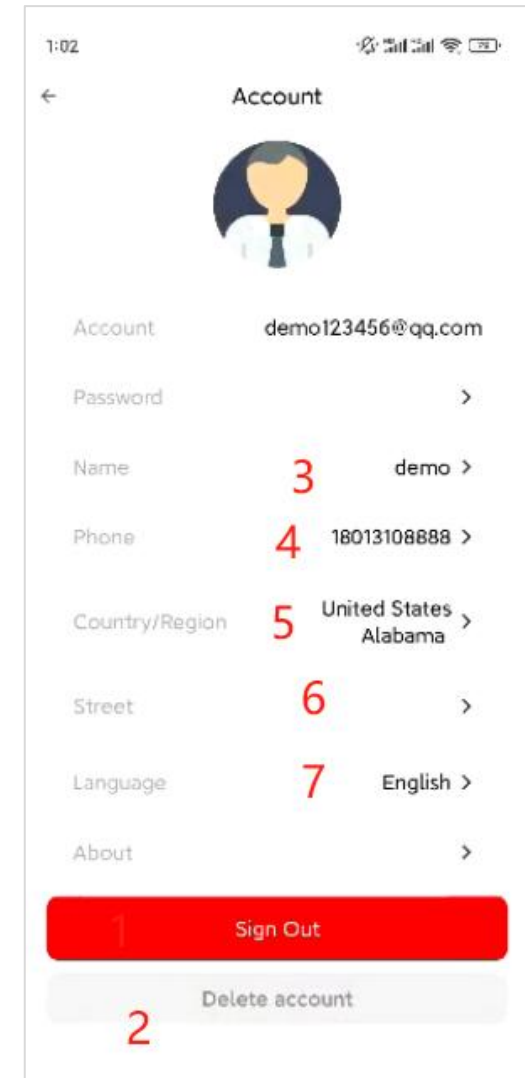 1:02
Account
Account demo123456@qq.com
Password >
Name 3 demo >
Phone 4 18013108888 >
Country/Region 5 United States Alabama >
Street 6 >
Language 7 English >
About >
1 Sign Out
Delete account
2